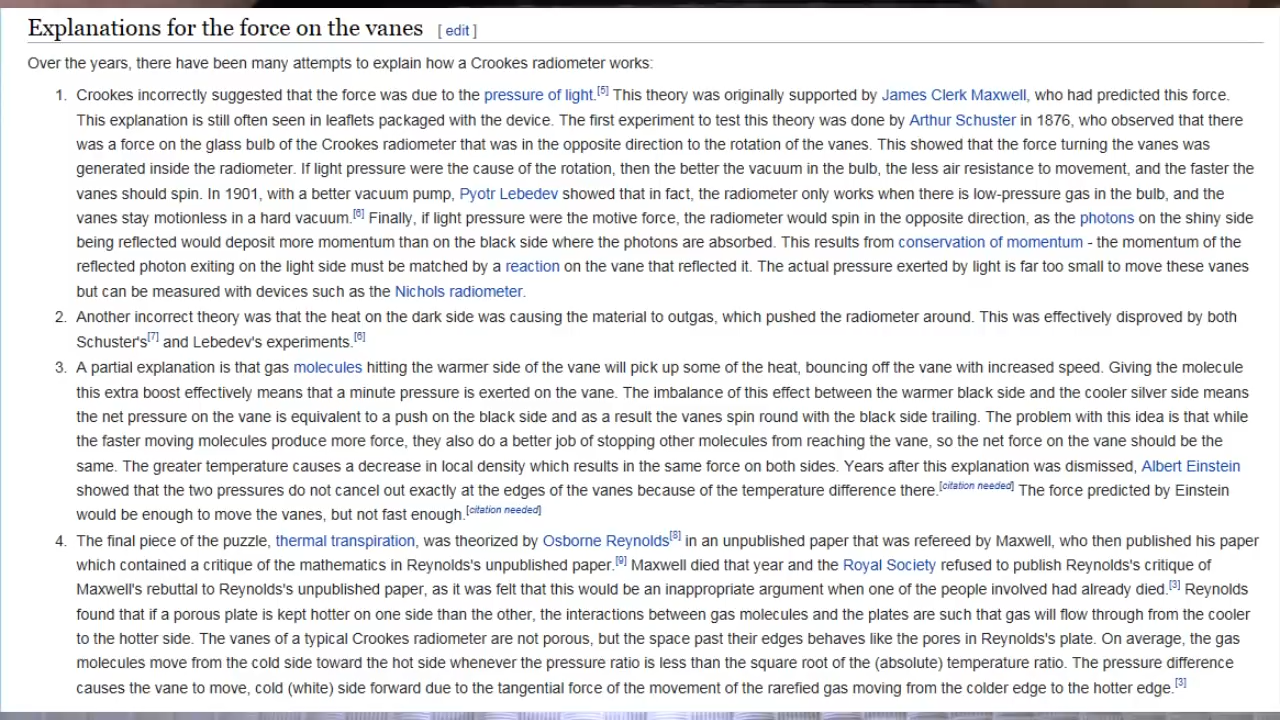 Explanations for the force on the vanes [ edit ]
Over the years, there have been many attempts to explain how a Crookes radiometer works:
1. Crookes incorrectly suggested that the force was due to the pressure of light.[5] This theory was originally supported by James Clerk Maxwell, who had predicted this force.
This explanation is still often seen in leaflets packaged with the device. The first experiment to test this theory was done by Arthur Schuster in 1876, who observed that there
was a force on the glass bulb of the Crookes radiometer that was in the opposite direction to the rotation of the vanes. This showed that the force turning the vanes was
generated inside the radiometer. If light pressure were the cause of the rotation, then the better the vacuum in the bulb, the less air resistance to movement, and the faster the
vanes should spin. In 1901, with a better vacuum pump, Pyotr Lebedev showed that in fact, the radiometer only works when there is low-pressure gas in the bulb, and the
vanes stay motionless in a hard vacuum.[6] Finally, if light pressure were the motive force, the radiometer would spin in the opposite direction, as the photons on the shiny side
being reflected would deposit more momentum than on the black side where the photons are absorbed. This results from conservation of momentum - the momentum of the
reflected photon exiting on the light side must be matched by a reaction on the vane that reflected it. The actual pressure exerted by light is far too small to move these vanes
but can be measured with devices such as the Nichols radiometer.
2. Another incorrect theory was that the heat on the dark side was causing the material to outgas, which pushed the radiometer around. This was effectively disproved by both
Schuster's[7] and Lebedev's experiments.[6]
3. A partial explanation is that gas molecules hitting the warmer side of the vane will pick up some of the heat, bouncing off the vane with increased speed. Giving the molecule
this extra boost effectively means that a minute pressure is exerted on the vane. The imbalance of this effect between the warmer black side and the cooler silver side means
the net pressure on the vane is equivalent to a push on the black side and as a result the vanes spin round with the black side trailing. The problem with this idea is that while
the faster moving molecules produce more force, they also do a better job of stopping other molecules from reaching the vane, so the net force on the vane should be the
same. The greater temperature causes a decrease in local density which results in the same force on both sides. Years after this explanation was dismissed, Albert Einstein
showed that the two pressures do not cancel out exactly at the edges of the vanes because of the temperature difference there.[citation needed] The force predicted by Einstein
would be enough to move the vanes, but not fast enough.[citation needed]
4. The final piece of the puzzle, thermal transpiration, was theorized by Osborne Reynolds[8] in an unpublished paper that was refereed by Maxwell, who then published his paper
which contained a critique of the mathematics in Reynolds's unpublished paper.[9] Maxwell died that year and the Royal Society refused to publish Reynolds's critique of
Maxwell's rebuttal to Reynolds's unpublished paper, as it was felt that this would be an inappropriate argument when one of the people involved had already died.[3] Reynolds
found that if a porous plate is kept hotter on one side than the other, the interactions between gas molecules and the plates are such that gas will flow through from the cooler
to the hotter side. The vanes of a typical Crookes radiometer are not porous, but the space past their edges behaves like the pores in Reynolds's plate. On average, the gas
molecules move from the cold side toward the hot side whenever the pressure ratio is less than the square root of the (absolute) temperature ratio. The pressure difference
causes the vane to move, cold (white) side forward due to the tangential force of the movement of the rarefied gas moving from the colder edge to the hotter edge.[3]